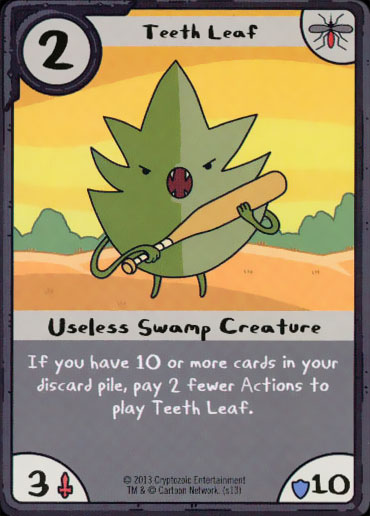 2
Teeth Leaf
Useless Swamp Creature
If you have 10 or more cards in your
discard pile, pay 2 fewer Actions to
play Teeth Leaf.
3
© 2013 Cryptozoic Entertainment
TM & © Cartoon Network. (s13)
10